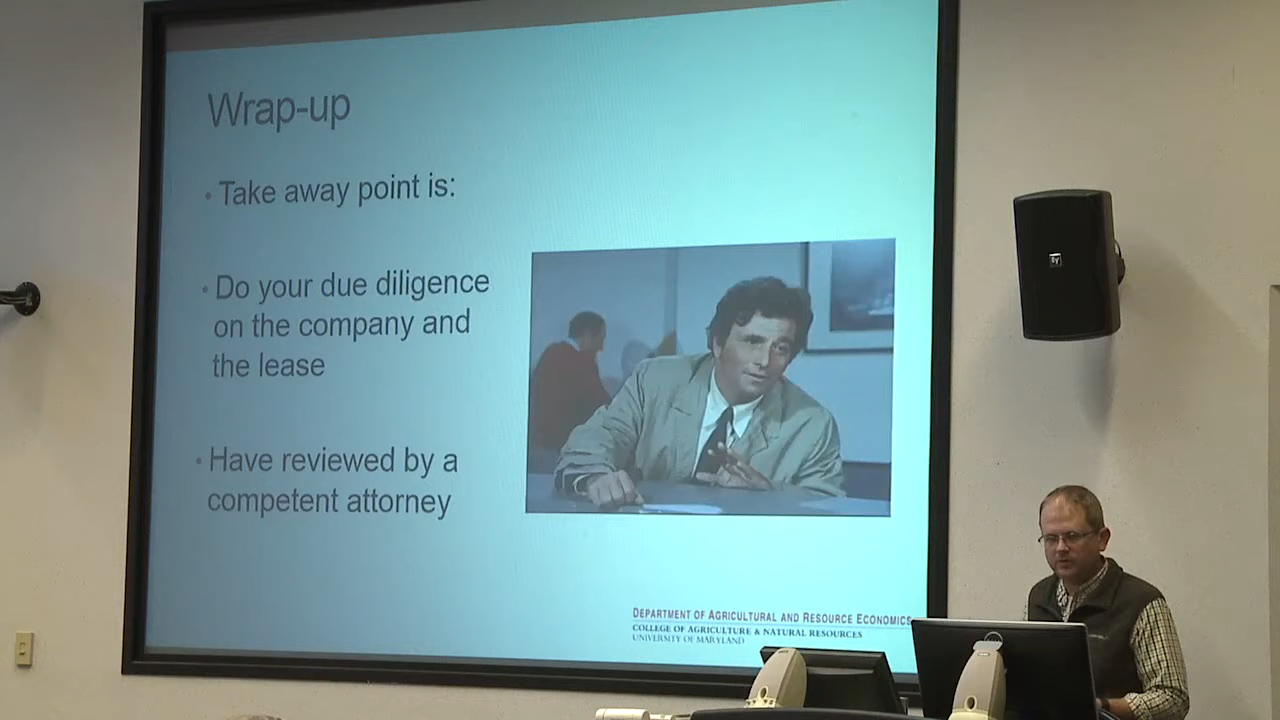 Wrap-up
• Take away point is:
• Do your due diligence
on the company and
the lease
• Have reviewed by a
competent attorney
DEPARTMENT OF AGRICULTURAL AND RESOURCE ECONOMICS
COLLEGE OF AGRICULTURE & NATURAL RESOURCES
UNIVERSITY OF MARYLAND